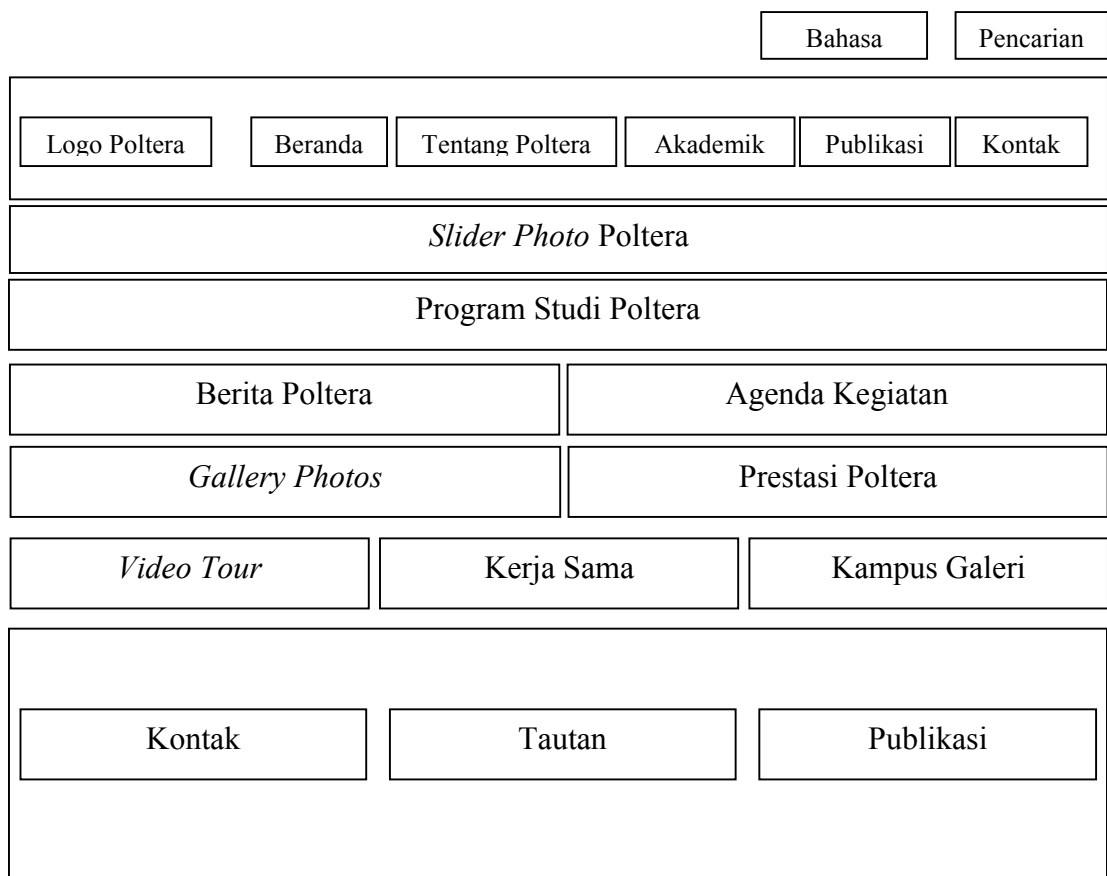 Bahasa
Pencarian
Logo Poltera
Beranda
Tentang Poltera
Akademik
Publikasi
Kontak
Slider Photo Poltera
Program Studi Poltera
Berita Poltera
Agenda Kegiatan
Gallery Photos
Prestasi Poltera
Video Tour
Kerja Sama
Kampus Galeri
Kontak
Tautan
Publikasi